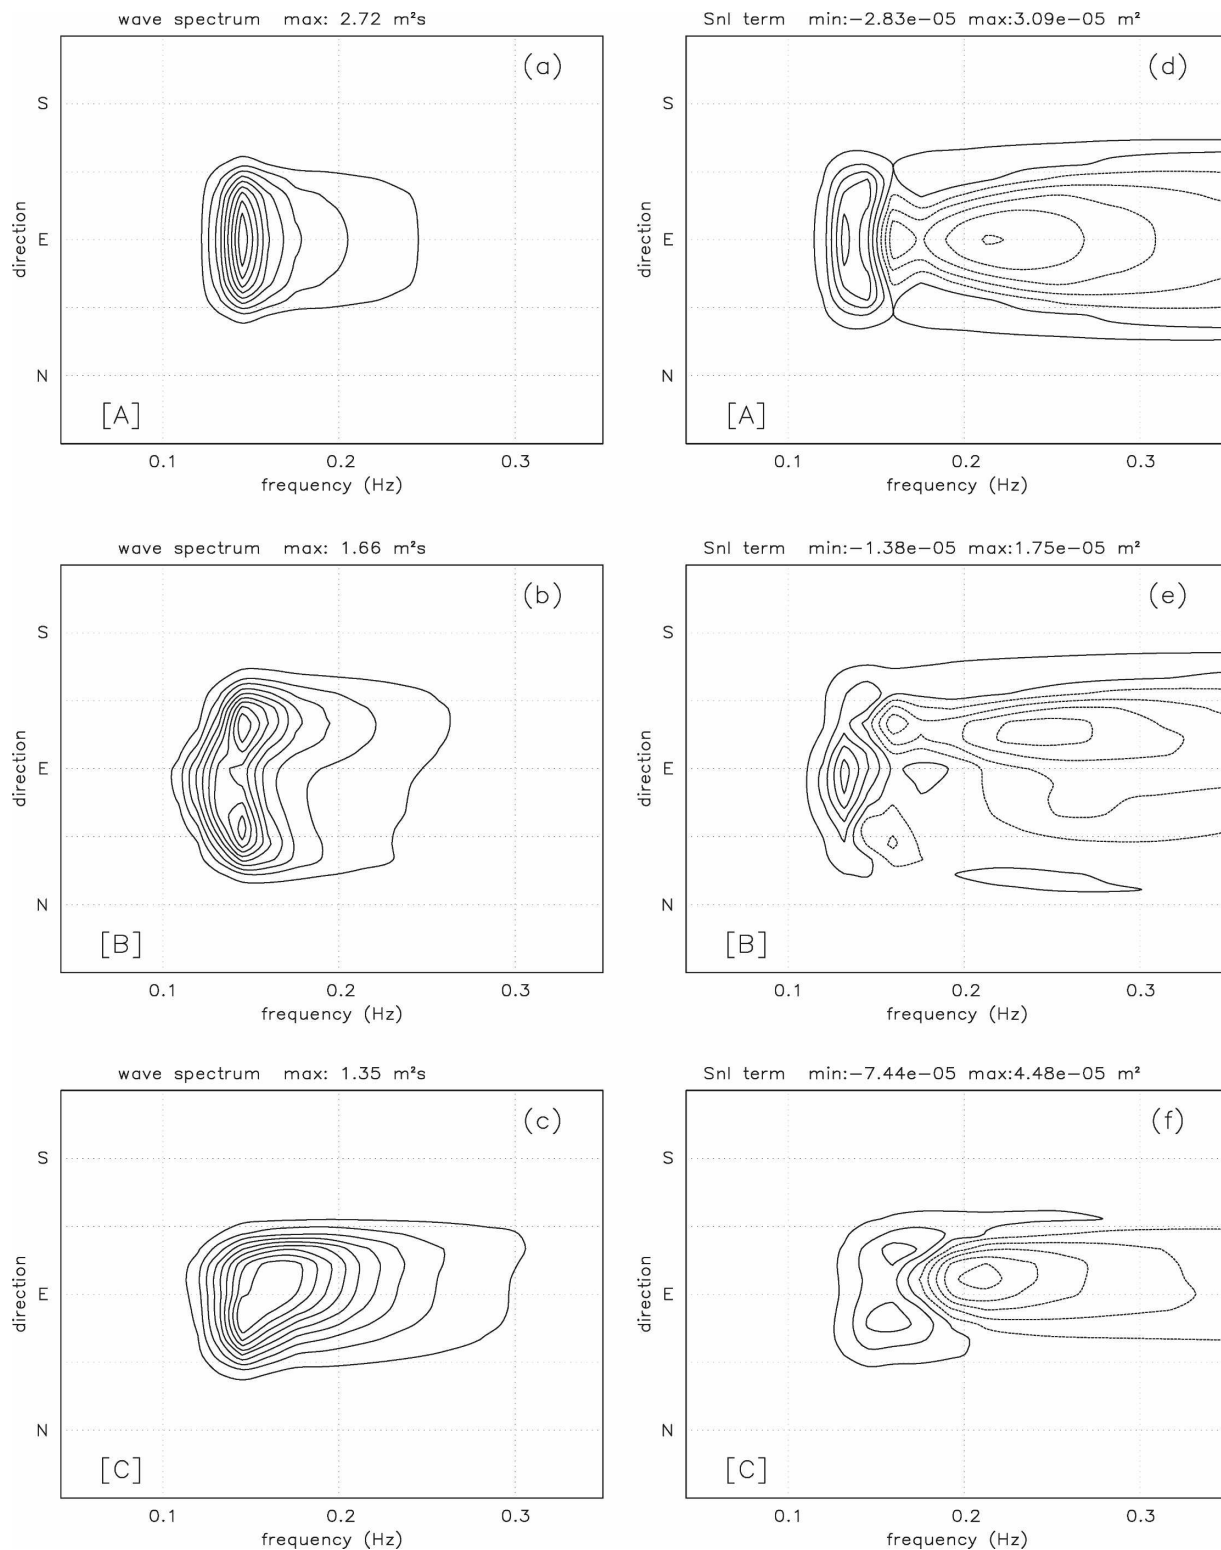 wave spectrum max: 2.72 m²s
Snl term min:−2.83e−05 max:3.09e−05 m²
(a)
(d)
S
S
direction
E
direction
E
N
N
[A]
[A]
0.1 0.2 0.3
0.1 0.2 0.3
frequency (Hz)
frequency (Hz)
wave spectrum max: 1.66 m²s
Snl term min:−1.38e−05 max:1.75e−05 m²
(b)
(e)
S
S
direction
E
direction
E
N
N
[B]
[B]
0.1 0.2 0.3
0.1 0.2 0.3
frequency (Hz)
frequency (Hz)
wave spectrum max: 1.35 m²s
Snl term min:−7.44e−05 max:4.48e−05 m²
(c)
(f)
S
S
direction
E
direction
E
N
N
[C]
[C]
0.1 0.2 0.3
0.1 0.2 0.3
frequency (Hz)
frequency (Hz)